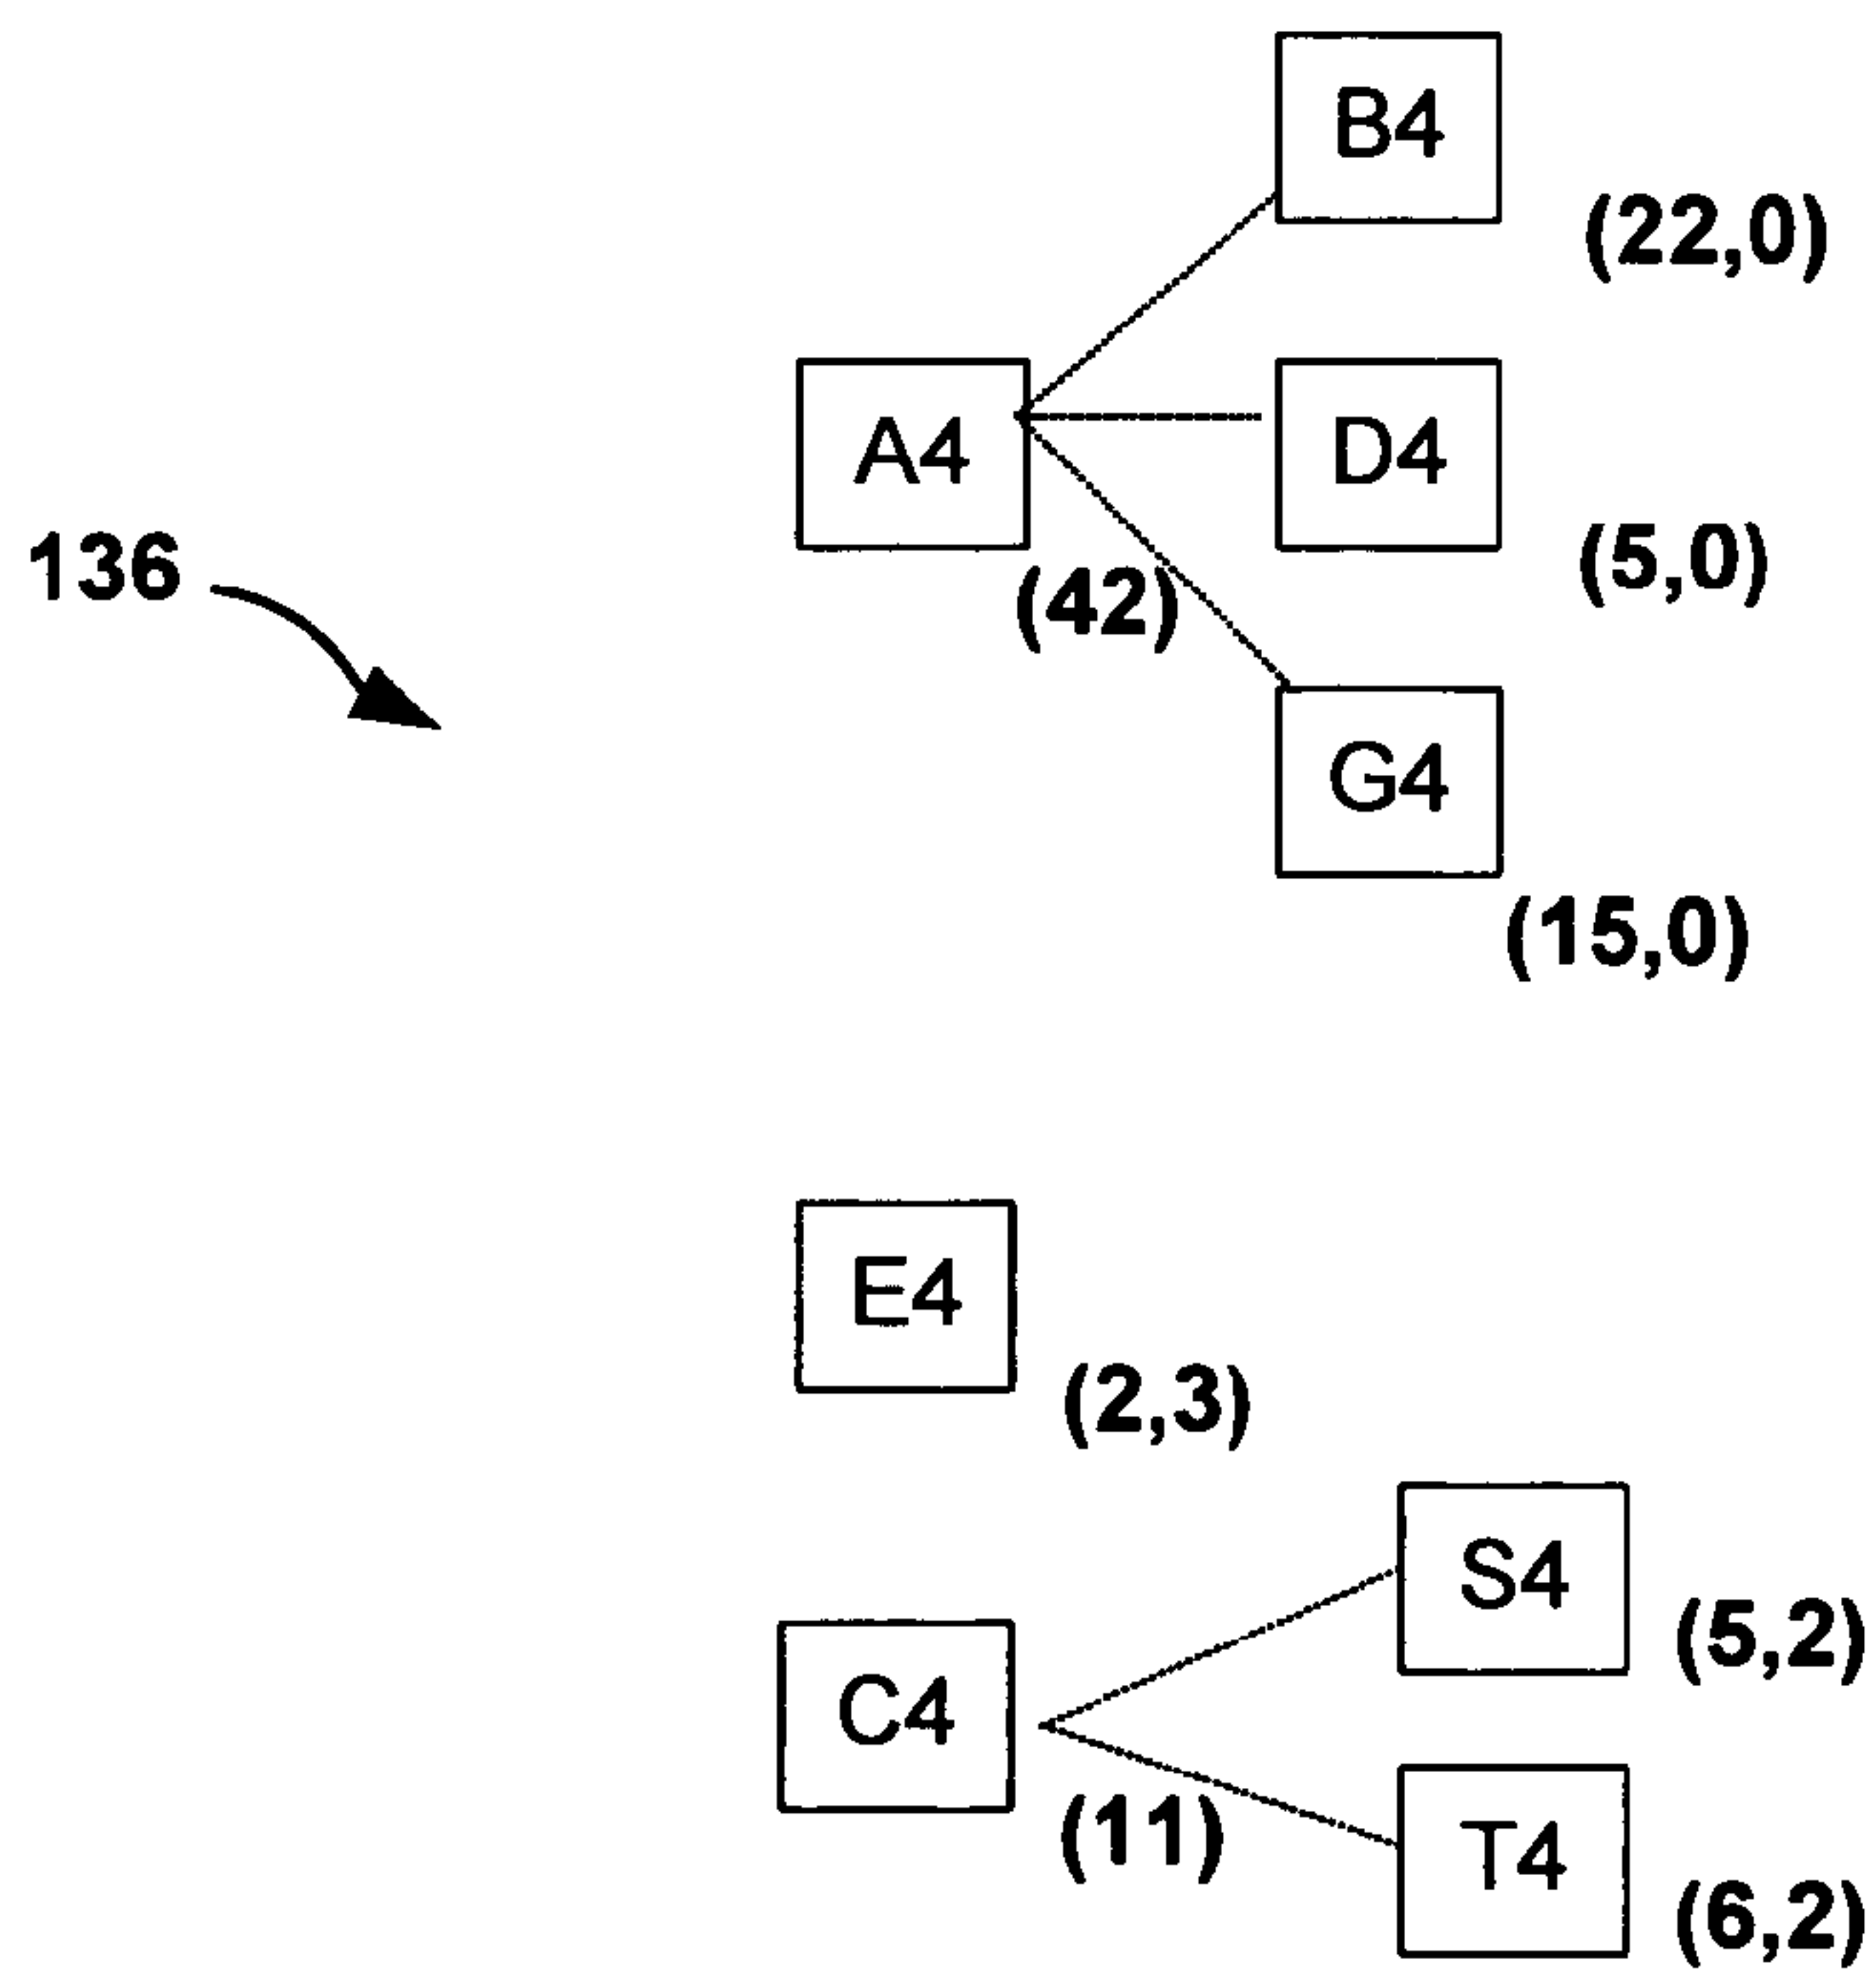 B4
(22,0)
A4
D4
136
(42)
(5,0)
G4
(15,0)
E4
(2,3)
S4
(5,2)
C4
(11)
T4
(6,2)